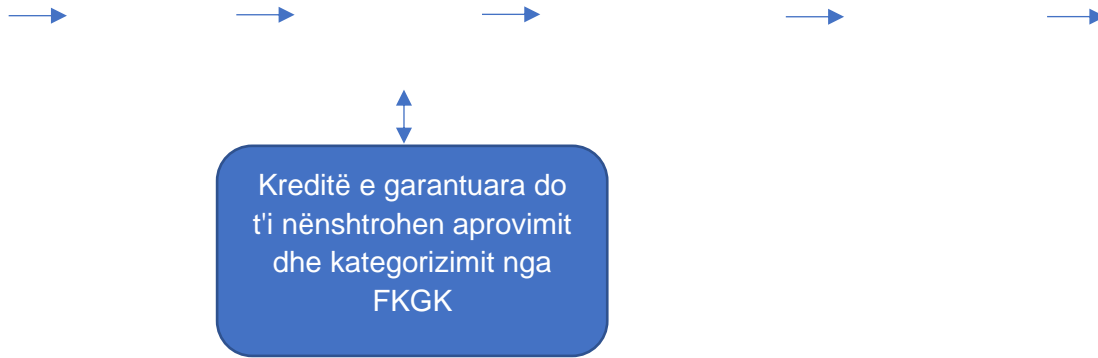 Kreditë e garantuara do
t'i nënshtrohen aprovimit
dhe kategorizimit nga
FKGK